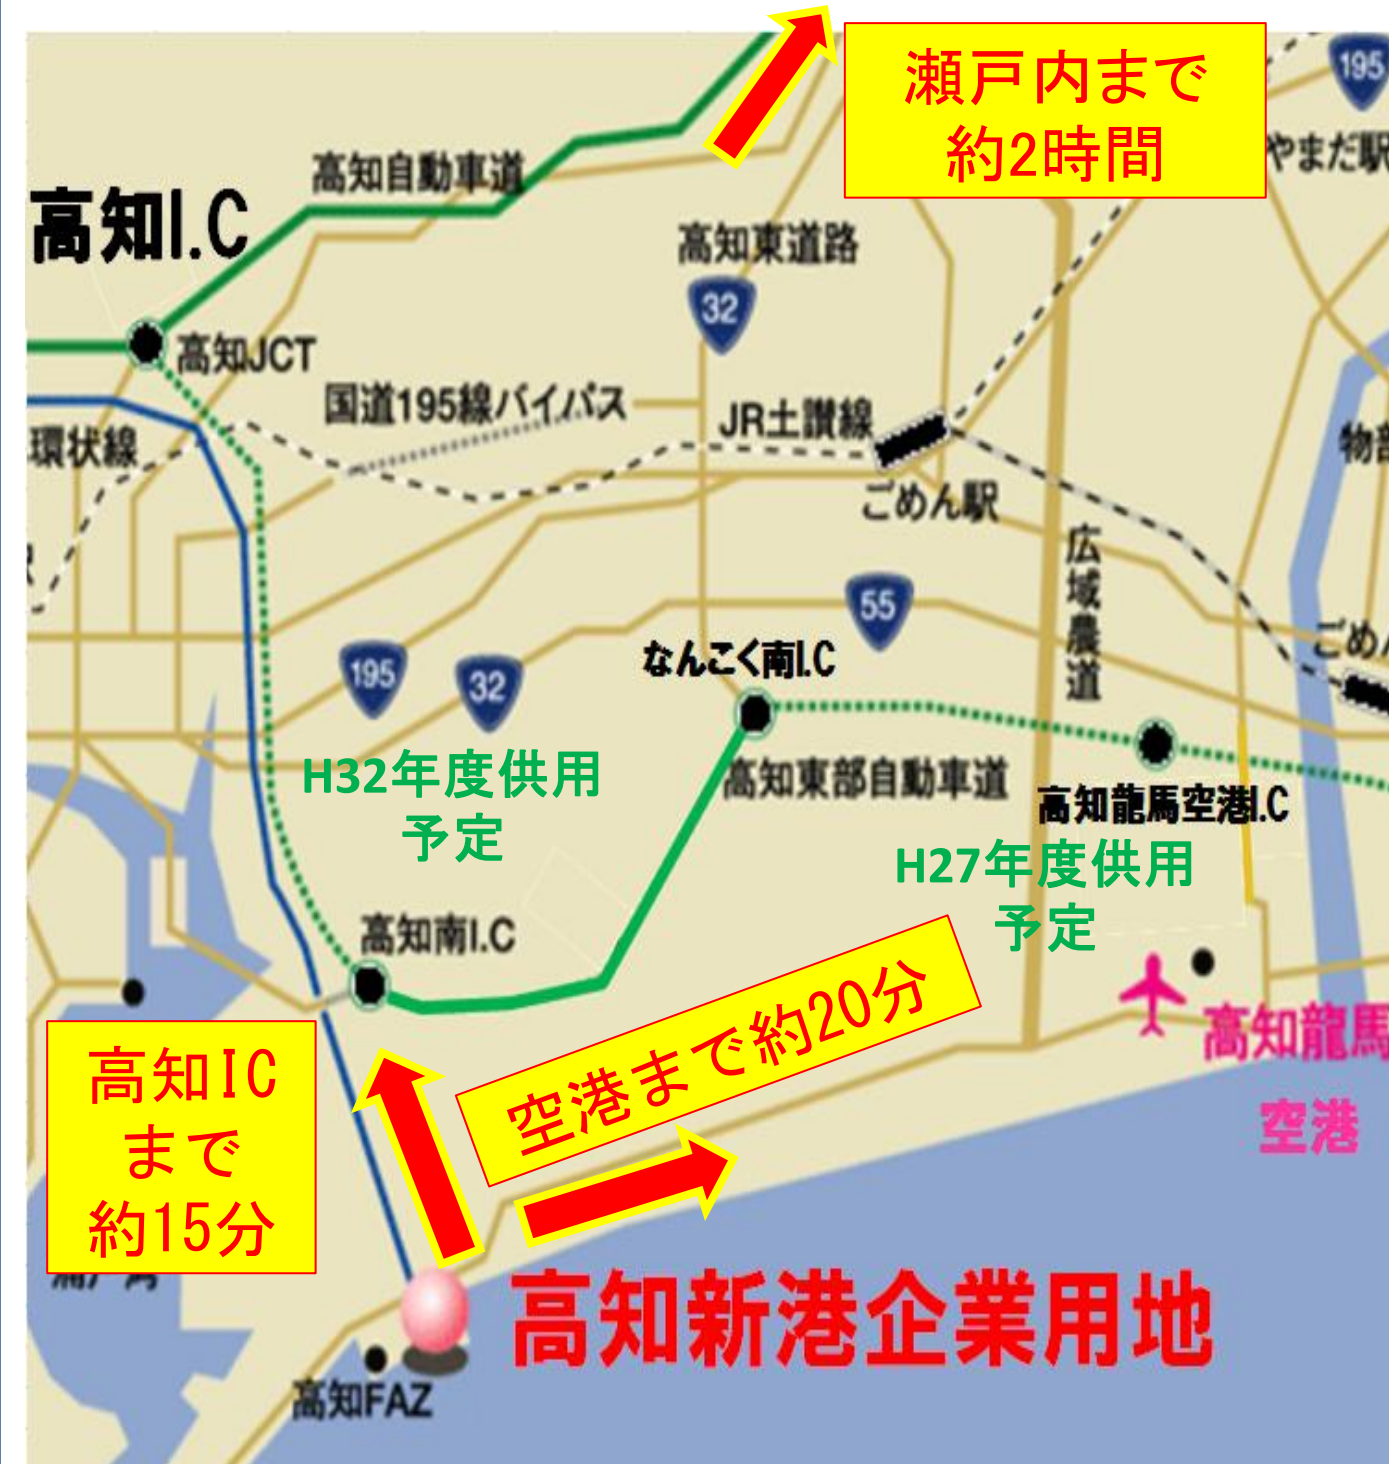 瀬戸内まで
約2時間
195
やまだ駅
高知自動車道
高知I.C
高知東道路
32
高知JCT
国道195線バイパス
JR土讃線
環状線
ごめん駅
広域農道
55
なんこく南I.C
195
32
H32年度供用
予定
高知東部自動車道
高知龍馬空港I.C
H27年度供用
予定
高知南I.C
空港まで約20分
高知龍馬
空港
高知IC
まで
約15分
高知新港企業用地
高知FAZ